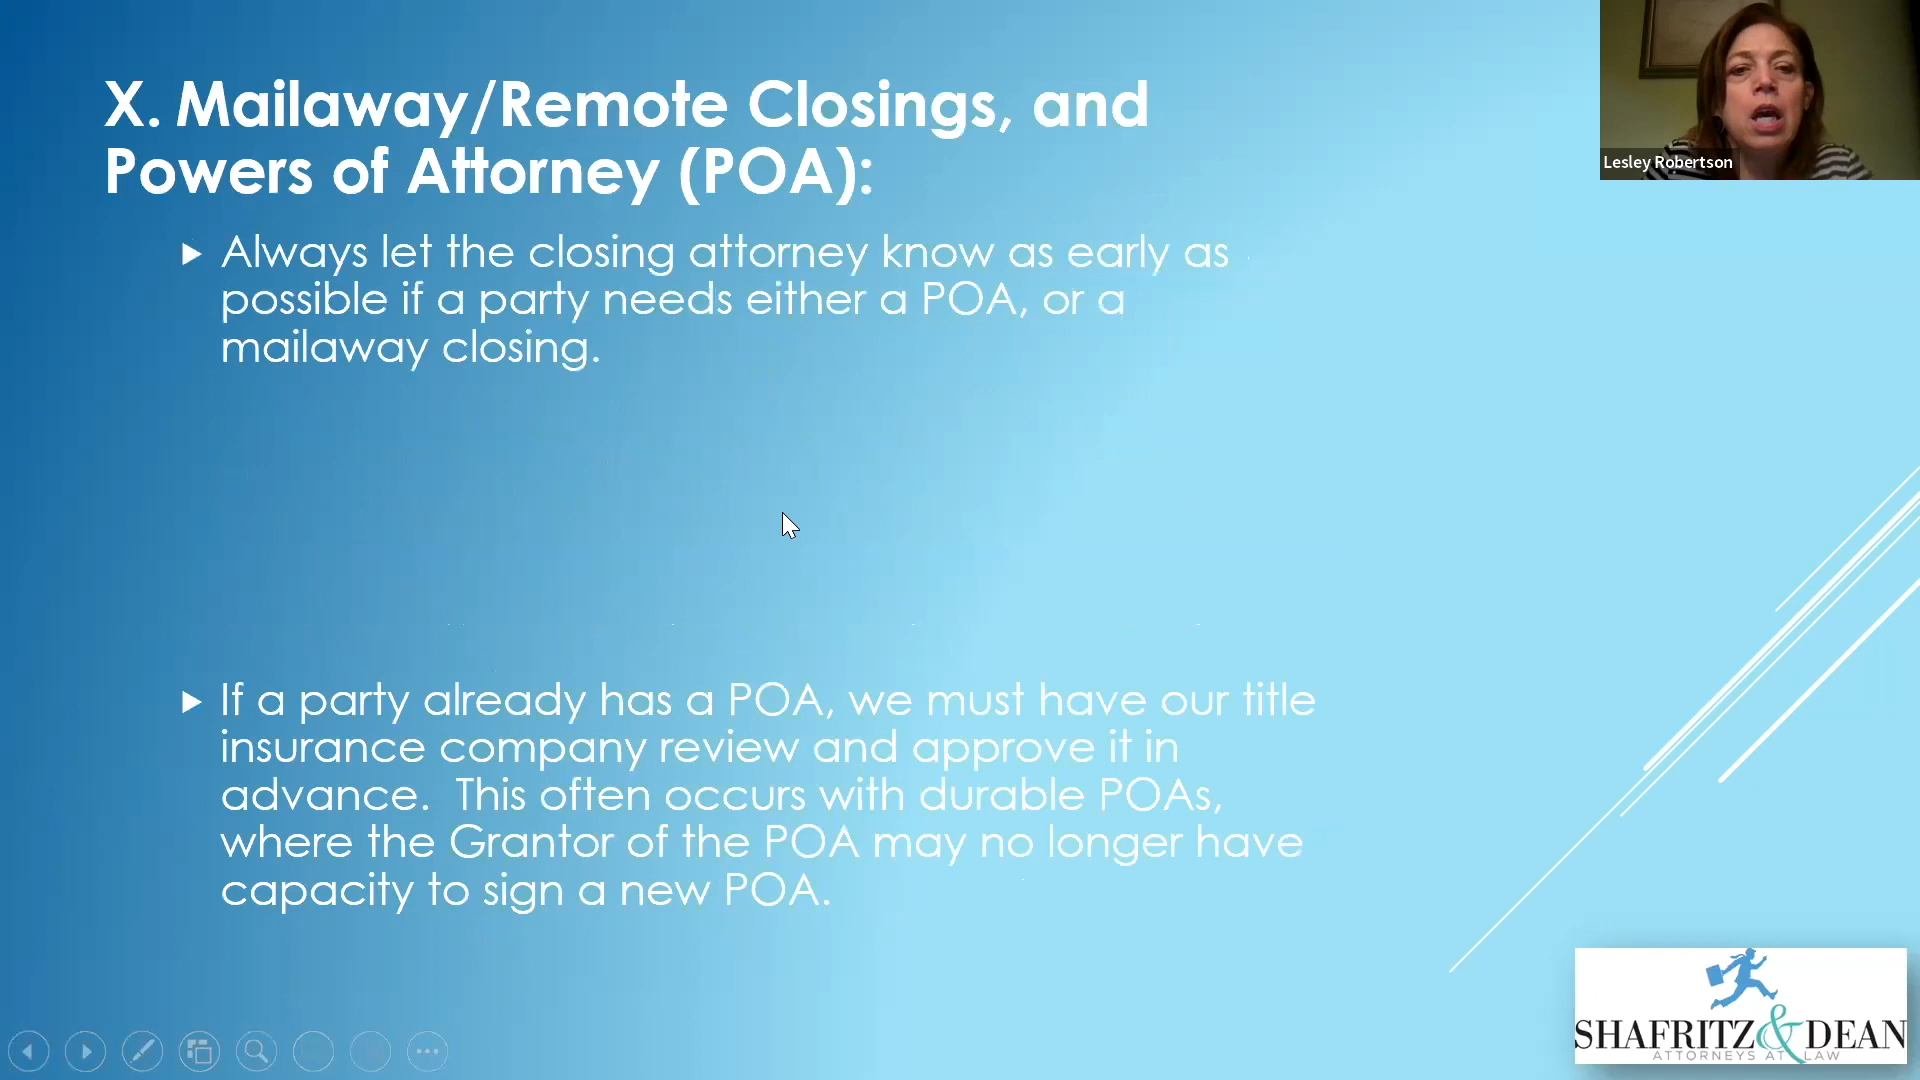 X. Mailaway/Remote Closings, and
Powers of Attorney (POA):
Always let the closing attorney know as early as
possible if a party needs either a POA, or a
mailaway closing.
If a party already has a POA, we must have our title
insurance company review and approve it in
advance.  This often occurs with durable POAs,
where the Grantor of the POA may no longer have
capacity to sign a new POA.
Lesley Robertson
SHAFRITZ & DEAN
ATTORNEYS AT LAW